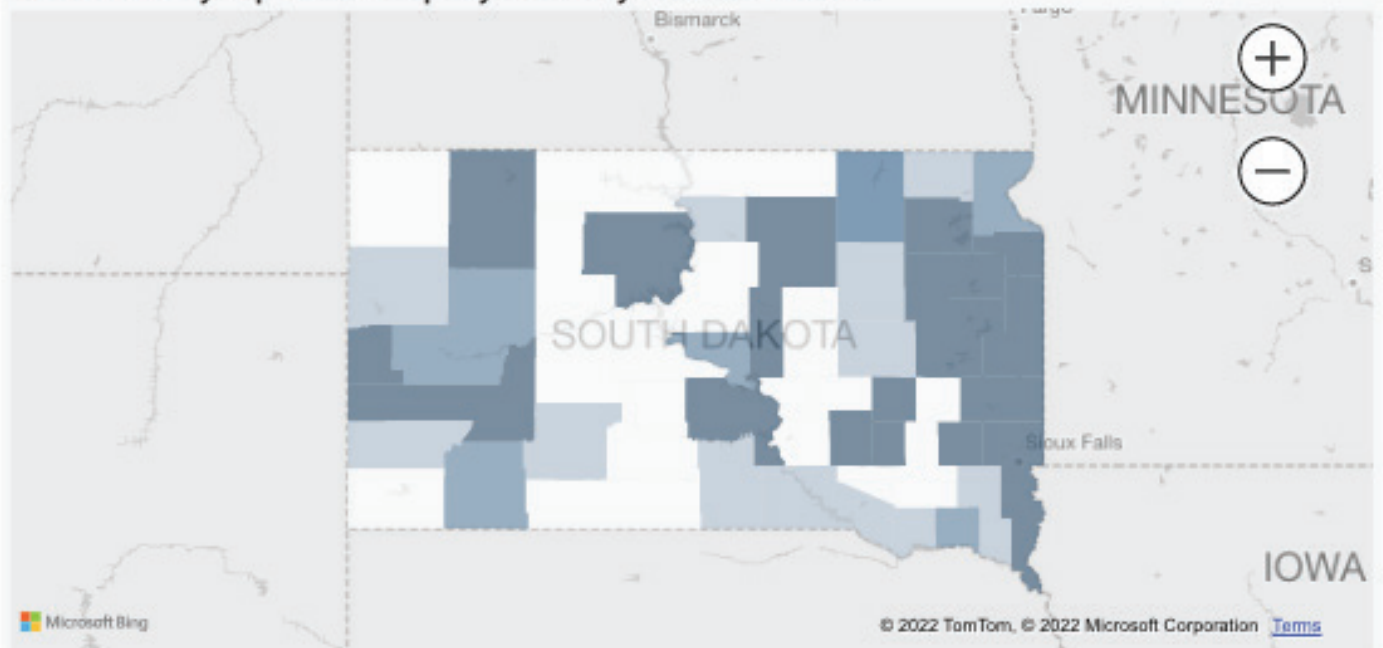 Bismarck
MINNESOTA
SOUTH DAKOTA
Sioux Falls
IOWA
Microsoft Bing
© 2022 TomTom, © 2022 Microsoft Corporation Terms